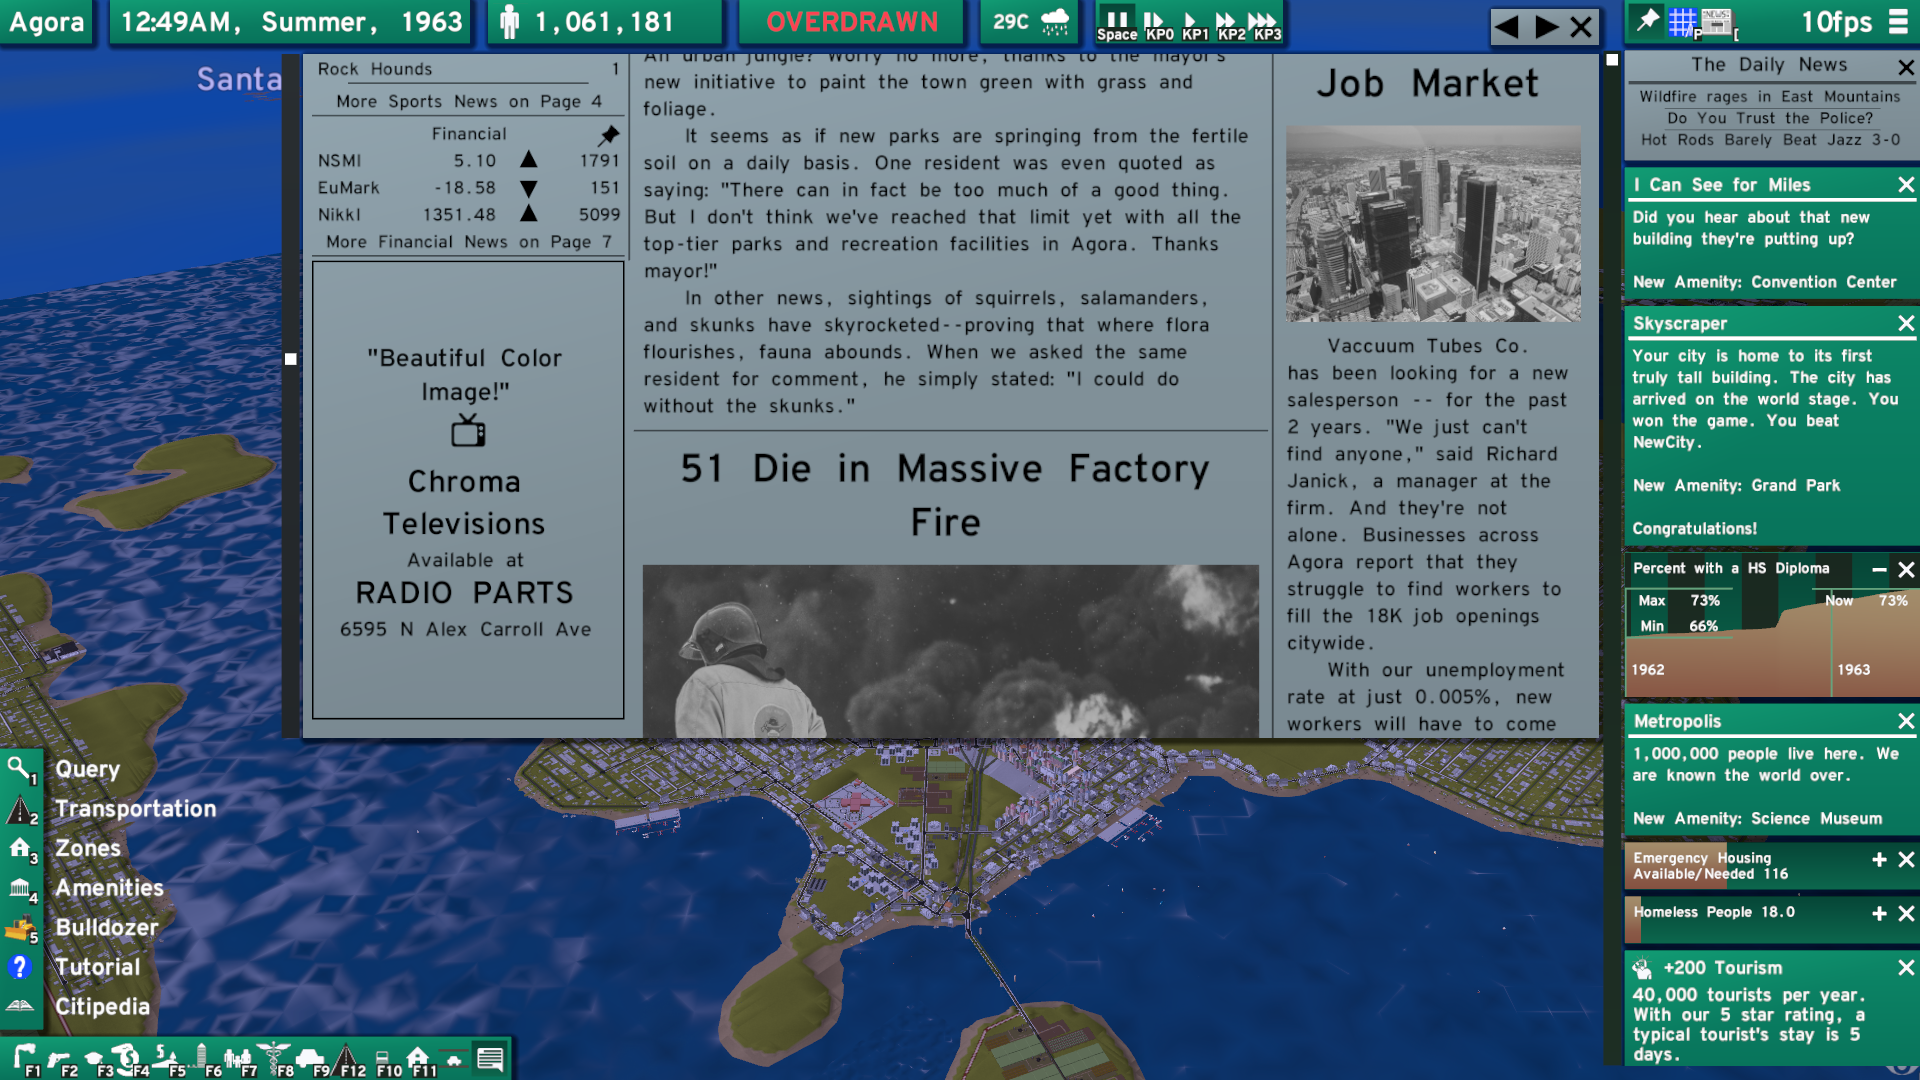 Agora
12:49AM, Summer, 1963
1,061,181
OVERDRAWN
29C
Space
KP0
KP1
KP2
KP3
P
[
10fps
Santa
Rock Hounds 1
More Sports News on Page 4
Financial
NSMI 5.10 ▲ 1791
EuMark -18.58 ▼ 151
NikkI 1351.48 ▲ 5099
More Financial News on Page 7
"Beautiful Color
Image!"
Chroma
Televisions
Available at
RADIO PARTS
6595 N Alex Carroll Ave
An urban jungle? Worry no more, thanks to the mayor's
new initiative to paint the town green with grass and
foliage.
It seems as if new parks are springing from the fertile
soil on a daily basis. One resident was even quoted as
saying: "There can in fact be too much of a good thing.
But I don't think we've reached that limit yet with all the
top-tier parks and recreation facilities in Agora. Thanks
mayor!"
In other news, sightings of squirrels, salamanders,
and skunks have skyrocketed--proving that where flora
flourishes, fauna abounds. When we asked the same
resident for comment, he simply stated: "I could do
without the skunks."
51 Die in Massive Factory
Fire
Job Market
Vaccuum Tubes Co.
has been looking for a new
salesperson -- for the past
2 years. "We just can't
find anyone," said Richard
Janick, a manager at the
firm. And they're not
alone. Businesses across
Agora report that they
struggle to find workers to
fill the 18K job openings
citywide.
With our unemployment
rate at just 0.005%, new
workers will have to come
The Daily News
Wildfire rages in East Mountains
Do You Trust the Police?
Hot Rods Barely Beat Jazz 3-0
I Can See for Miles
Did you hear about that new
building they're putting up?
New Amenity: Convention Center
Skyscraper
Your city is home to its first
truly tall building. The city has
arrived on the world stage. You
won the game. You beat
NewCity.
New Amenity: Grand Park
Congratulations!
Percent with a HS Diploma
Max 73% Now 73%
Min 66%
1962 1963
Metropolis
1,000,000 people live here. We
are known the world over.
New Amenity: Science Museum
Emergency Housing
Available/Needed 116
Homeless People 18.0
+200 Tourism
40,000 tourists per year.
With our 5 star rating, a
typical tourist's stay is 5
days.
1 Query
2 Transportation
3 Zones
4 Amenities
5 Bulldozer
? Tutorial
Citipedia
F1 F2 F3 F4 F5 F6 F7 F8 F9 F12 F10 F11